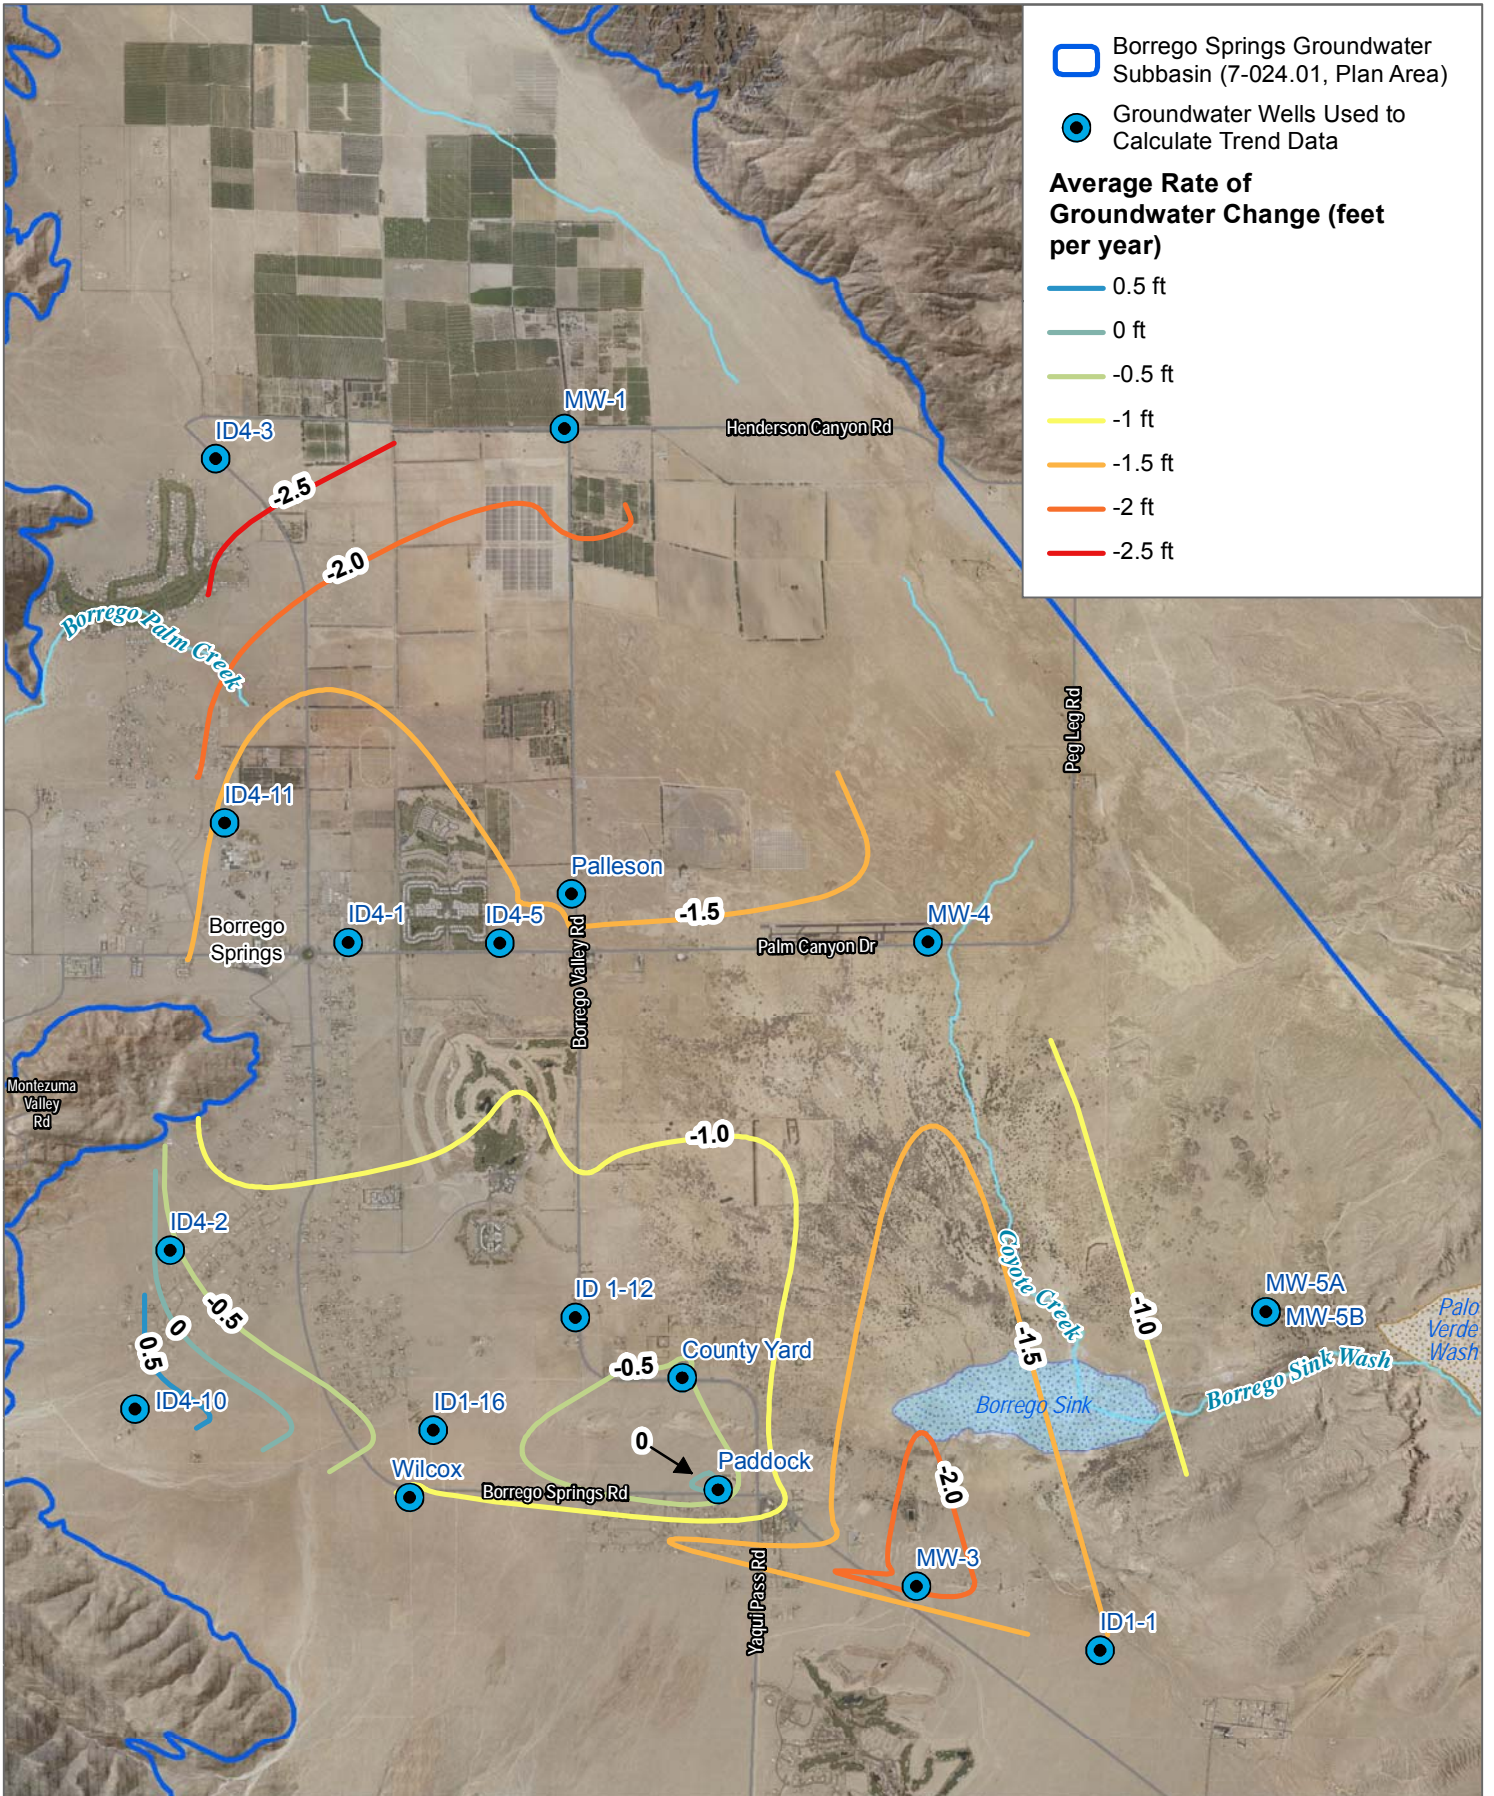 Borrego Springs Groundwater
Subbasin (7-024.01, Plan Area)
Groundwater Wells Used to
Calculate Trend Data
Average Rate of
Groundwater Change (feet
per year)
0.5 ft
0 ft
-0.5 ft
-1 ft
-1.5 ft
-2 ft
-2.5 ft
MW-1
ID4-3
Henderson Canyon Rd
-2.5
-2.0
Borrego Palm Creek
Peg Leg Rd
ID4-11
Palleson
ID4-1
ID4-5
-1.5
MW-4
Borrego
Springs
Palm Canyon Dr
Borrego Valley Rd
Montezuma
Valley
Rd
-1.0
ID4-2
Coyote Creek
ID 1-12
MW-5A
MW-5B
Palo
Verde
Wash
-0.5
0
0.5
-1.0
-1.5
County Yard
-0.5
Borrego Sink Wash
ID4-10
ID1-16
Borrego Sink
0
Paddock
Wilcox
Borrego Springs Rd
-2.0
MW-3
Yaqui Pass Rd
ID1-1